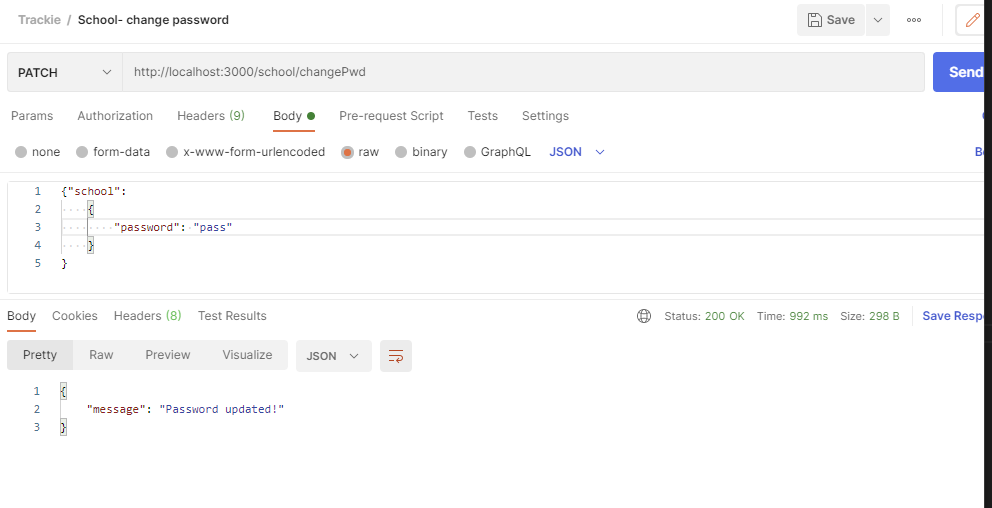 Trackie / School- change password
Save
PATCH
http://localhost:3000/school/changePwd
Send
Params Authorization Headers (9) Body Pre-request Script Tests Settings
none form-data x-www-form-urlencoded raw binary GraphQL JSON
1 {"school":
2 {
3 "password": "pass"
4 }
5 }
Body Cookies Headers (8) Test Results Status: 200 OK Time: 992 ms Size: 298 B Save Resp
Pretty Raw Preview Visualize JSON
1 {
2 "message": "Password updated!"
3 }